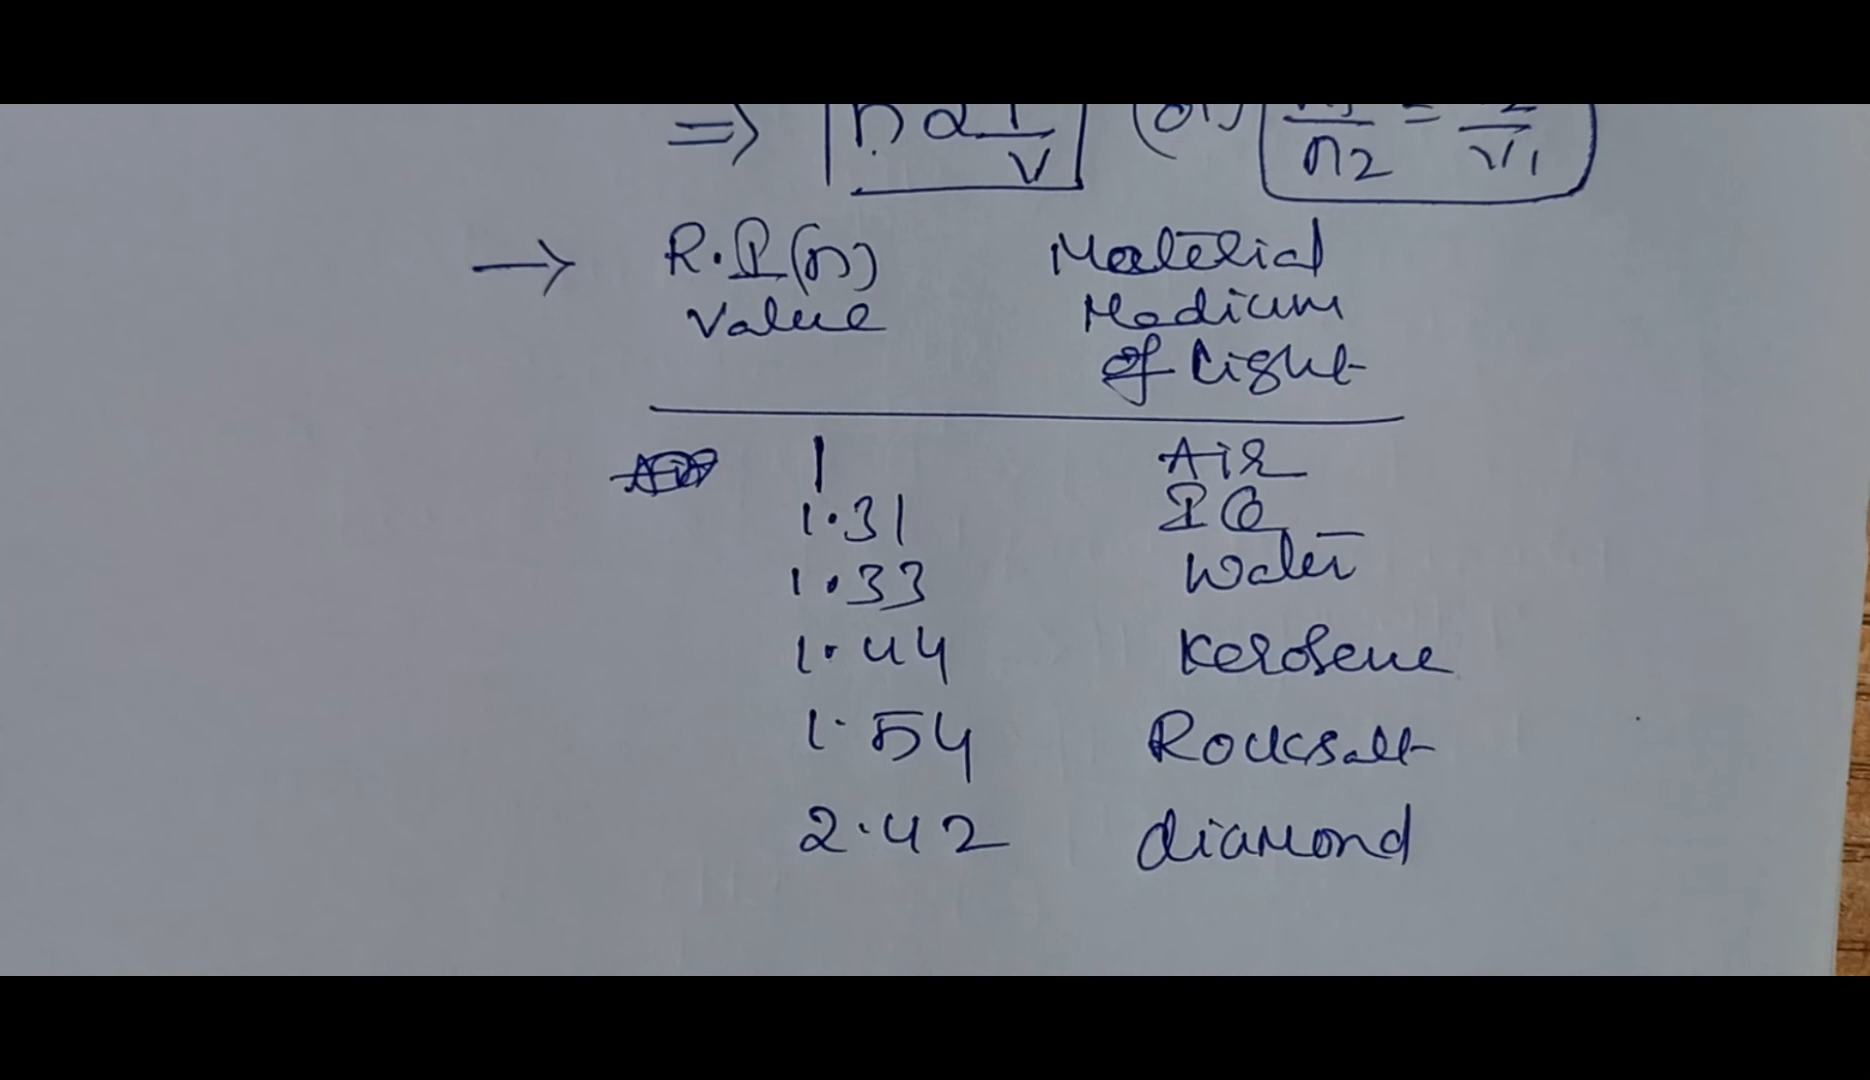 => n α 1/v (or) n1/n2 = v2/v1
→ R.I(n) Value Material Medium of light
1 Air
1.31 Ice
1.33 Water
1.44 Kerosene
1.54 Rocksalt
2.42 diamond